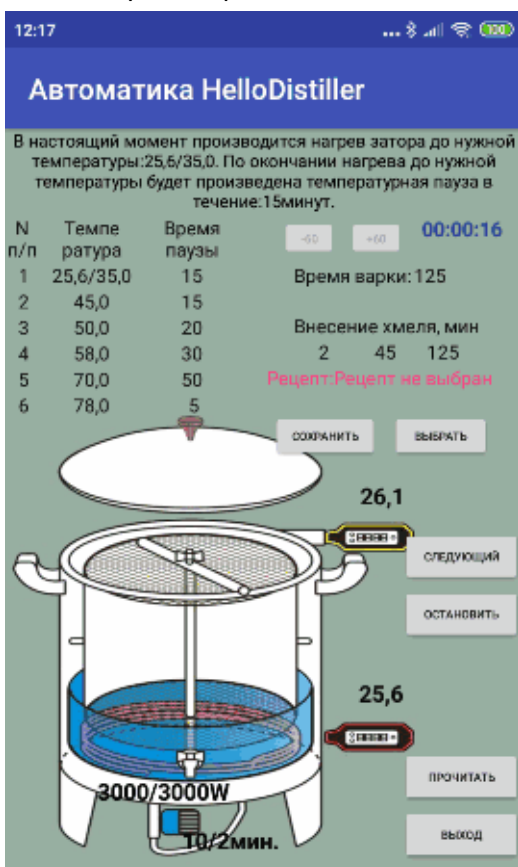 12:17
100
Автоматика HelloDistiller
В настоящий момент производится нагрев затора до нужной
температуры:25,6/35,0. По окончании нагрева до нужной
температуры будет произведена температурная пауза в
течение:15минут.
N п/п Темпе ратура Время паузы
-60 +60 00:00:16
1 25,6/35,0 15 Время варки:125
2 45,0 15
3 50,0 20 Внесение хмеля, мин
4 58,0 30 2 45 125
5 70,0 50 Рецепт:Рецепт не выбран
6 78,0 5
СОХРАНИТЬ ВЫБРАТЬ
26,1
СЛЕДУЮЩИЙ
ОСТАНОВИТЬ
25,6
ПРОЧИТАТЬ
3000/3000W
10/2мин.
ВЫХОД